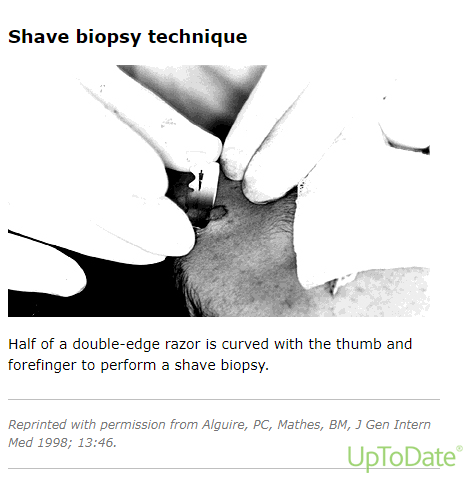 Shave biopsy technique
Half of a double-edge razor is curved with the thumb and
forefinger to perform a shave biopsy.
Reprinted with permission from Alguire, PC, Mathes, BM, J Gen Intern
Med 1998; 13:46.
UpToDate®